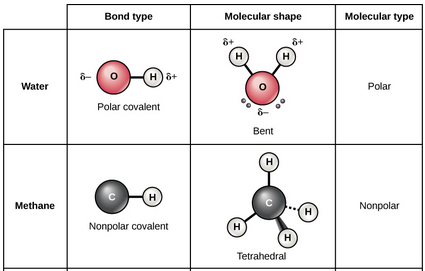 Bond type Molecular shape Molecular type
Water
δ– O H δ+
Polar covalent
δ+ δ+
H H
O
δ–
Bent
Polar
Methane
C H
Nonpolar covalent
H
C
H
H
H
Tetrahedral
Nonpolar